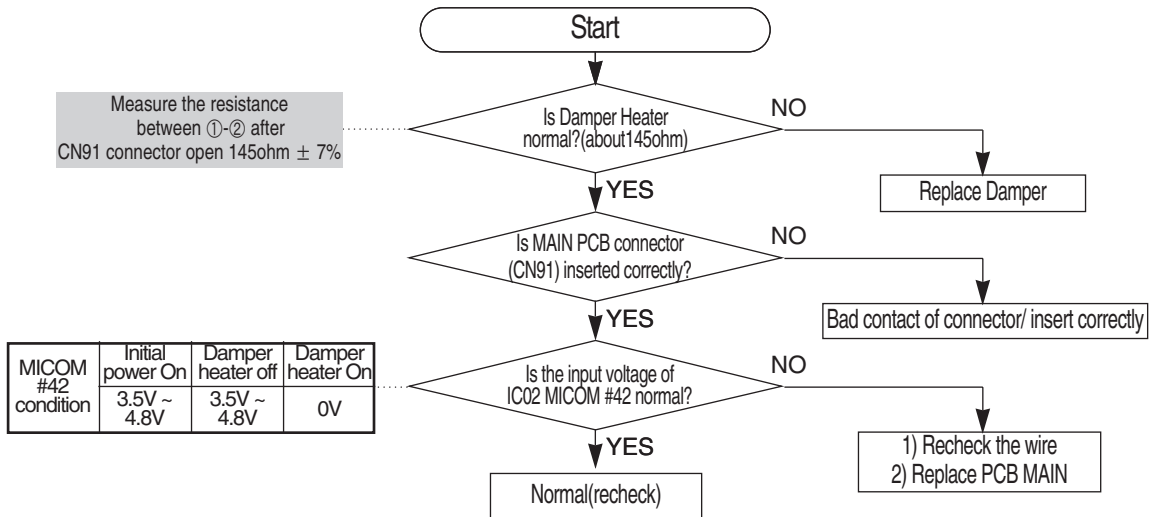 Start
Measure the resistance
between ①-② after
CN91 connector open 145ohm ± 7%
Is Damper Heater
normal?(about145ohm)
NO
Replace Damper
YES
Is MAIN PCB connector
(CN91) inserted correctly?
NO
Bad contact of connector/ insert correctly
YES
MICOM
#42
condition
Initial
power On
Damper
heater off
Damper
heater On
3.5V ~
4.8V
3.5V ~
4.8V
0V
Is the input voltage of
IC02 MICOM #42 normal?
NO
1) Recheck the wire
2) Replace PCB MAIN
YES
Normal(recheck)